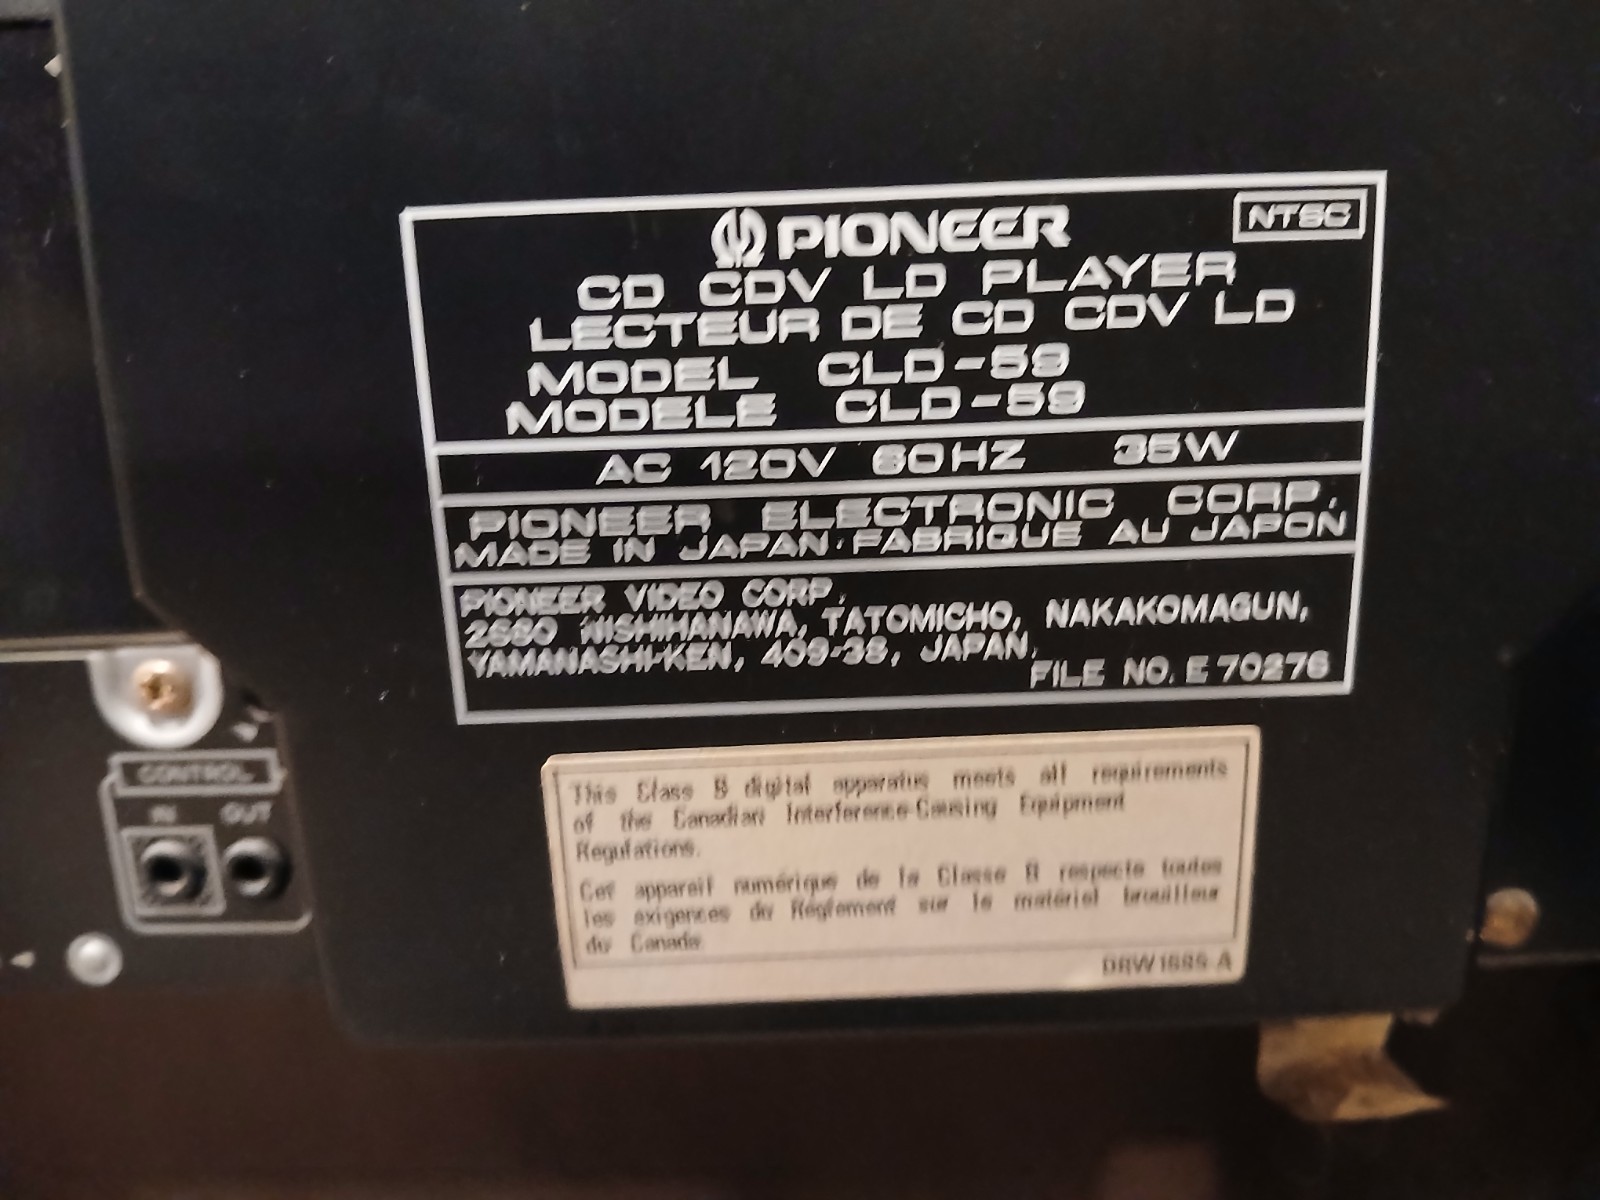 PIONEER
NTSC
CD CDV LD PLAYER
LECTEUR DE CD CDV LD
MODEL CLD-59
MODELE CLD-59
AC 120V 60HZ 35W
PIONEER ELECTRONIC CORP.
MADE IN JAPAN·FABRIQUE AU JAPON
PIONEER VIDEO CORP.
2680 NISHIHANAWA, TATOMICHO, NAKAKOMAGUN,
YAMANASHI-KEN, 409-38, JAPAN.
FILE NO. E 70276
CONTROL
IN OUT
This Class B digital apparatus meets all requirements
of the Canadian Interference-Causing Equipment
Regulations.
Cet appareil numérique de la Classe B respecte toutes
les exigences du Règlement sur le matériel brouilleur
du Canada.